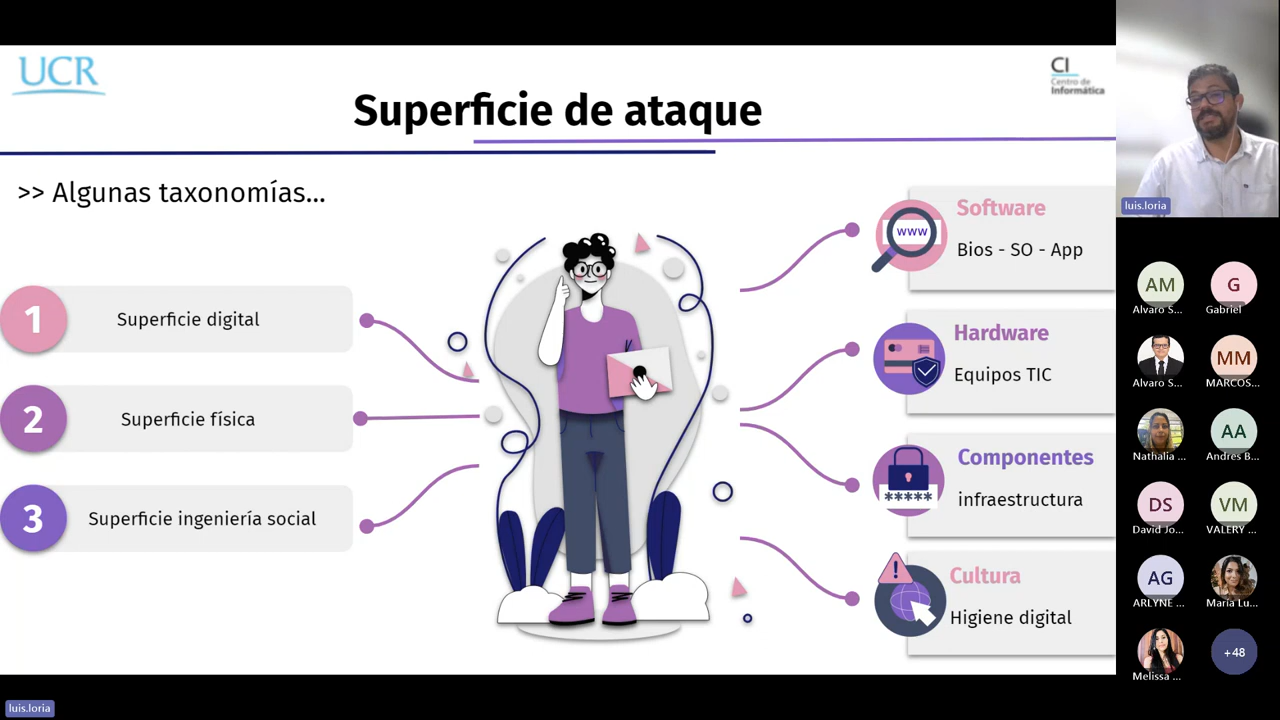 UCR
CI
Centro de
Informática
Superficie de ataque
>> Algunas taxonomías...
1
Superficie digital
2
Superficie física
3
Superficie ingeniería social
www
Software
Bios - SO - App
Hardware
Equipos TIC
*****
Componentes
infraestructura
!
Cultura
Higiene digital
luis.loria
luis.loria
AM
Alvaro S...
G
Gabriel
Alvaro S...
MM
MARCOS...
Nathalia ...
AA
Andres B...
DS
David Jo...
VM
VALERY ...
AG
ARLYNE ...
María Lu...
Melissa ...
+48